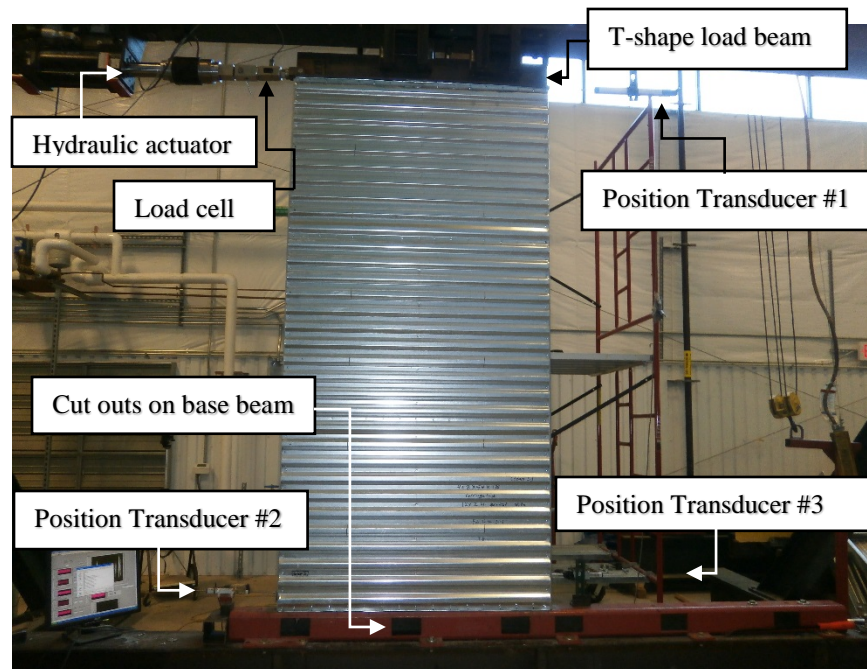 T-shape load beam
Hydraulic actuator
Load cell
Position Transducer #1
Cut outs on base beam
Position Transducer #2
Position Transducer #3